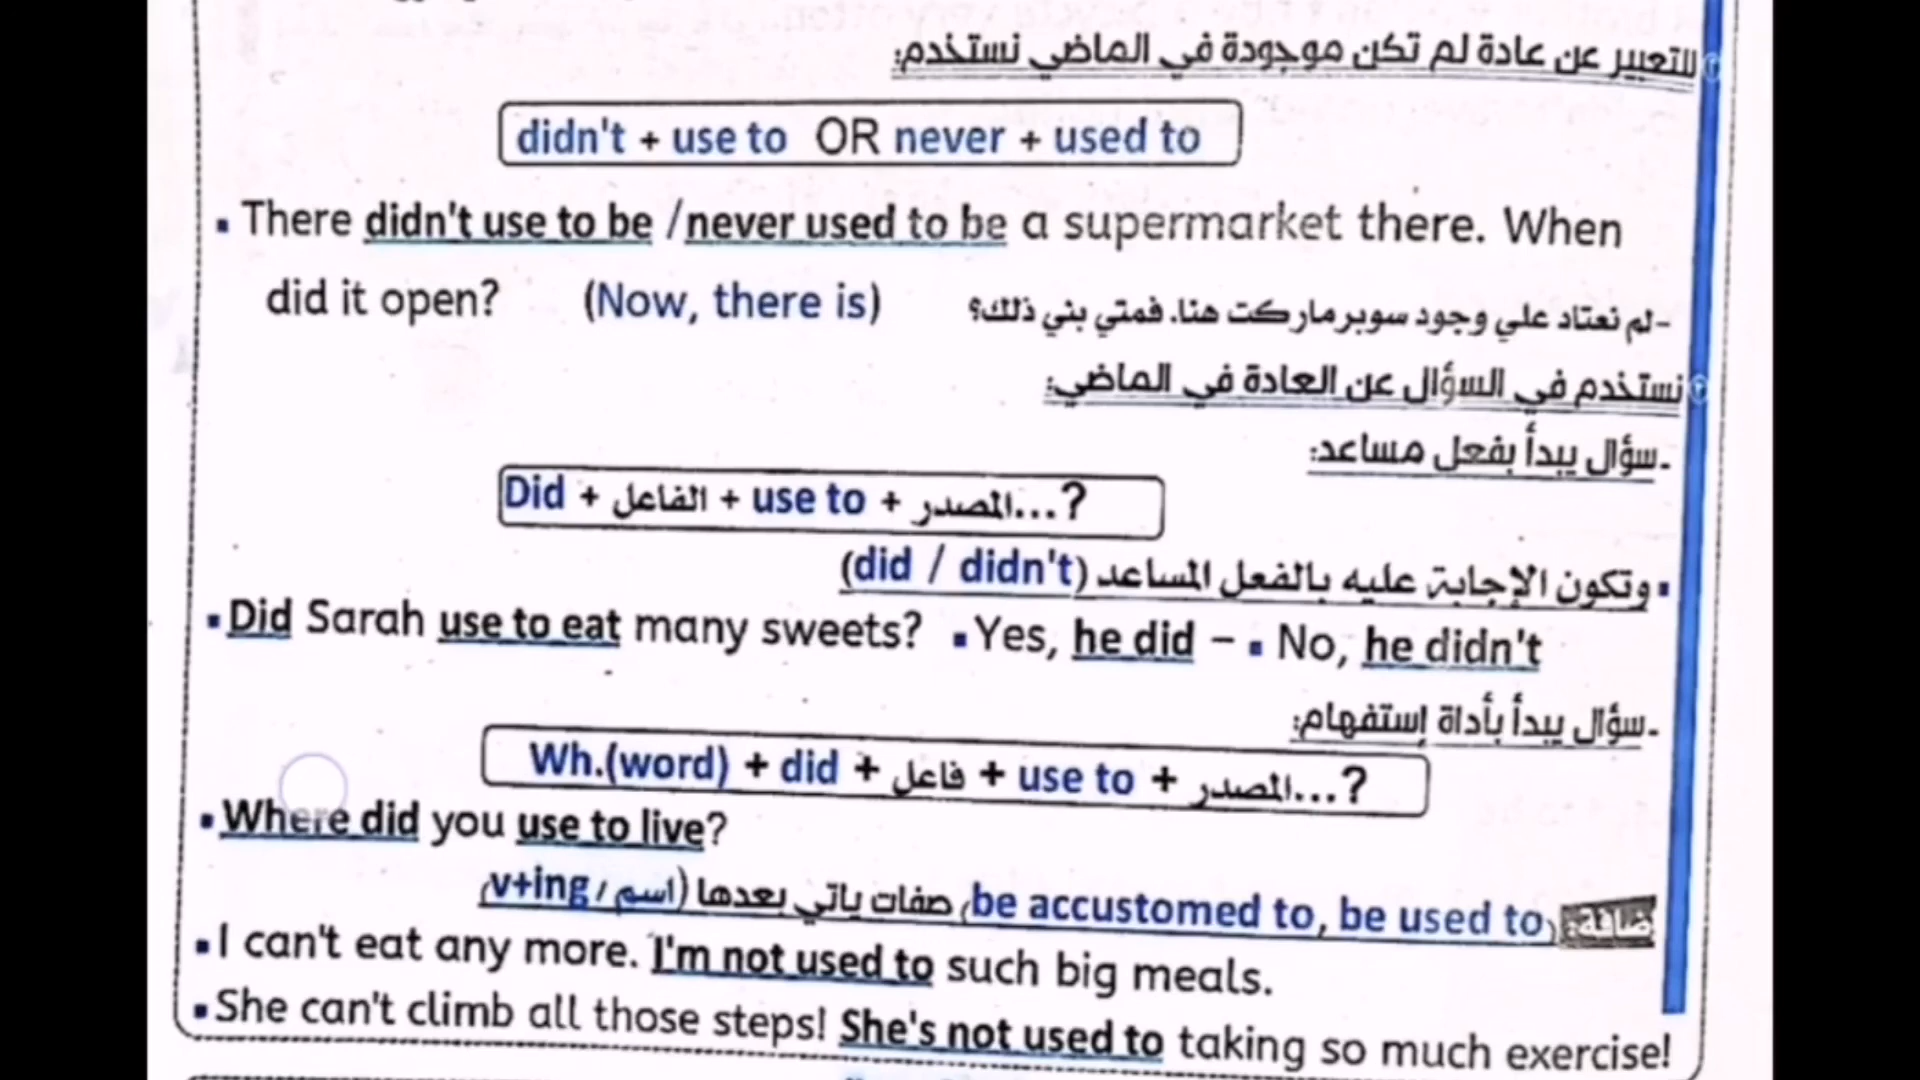 للتعبير عن عادة لم تكن موجودة في الماضي نستخدم:
didn't + use to OR never + used to
▪ There didn't use to be / never used to be a supermarket there. When
did it open? (Now, there is) -لم نعتاد علي وجود سوبر ماركت هنا. فمتي بني ذلك؟
نستخدم في السؤال عن العادة في الماضي:
-سؤال يبدأ بفعل مساعد:
Did + الفاعل + use to + المصدر...?
▪ وتكون الإجابة عليه بالفعل المساعد (did / didn't)
▪ Did Sarah use to eat many sweets? ▪ Yes, he did – ▪ No, he didn't
-سؤال يبدأ بأداة إستفهام:
Wh.(word) + did + فاعل + use to + المصدر...?
▪ Where did you use to live?
(be accustomed to, be used to) صفات ياتي بعدها (اسم / v+ing)
▪ I can't eat any more. I'm not used to such big meals.
▪ She can't climb all those steps! She's not used to taking so much exercise!